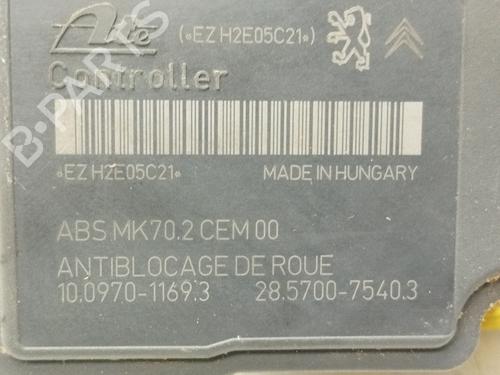 Ate (*EZ H2E05C21*)
Controller
B-PARTS
*EZ H2E05C21* MADE IN HUNGARY
ABS MK70.2 CEM 00
ANTIBLOCAGE DE ROUE
10.0970-1169.3 28.5700-7540.3